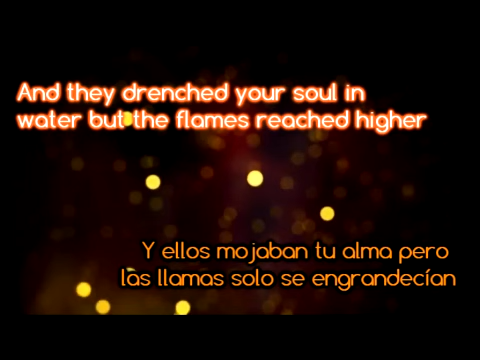 And they drenched your soul in
water but the flames reached higher
Y ellos mojaban tu alma pero
las llamas solo se engrandecían